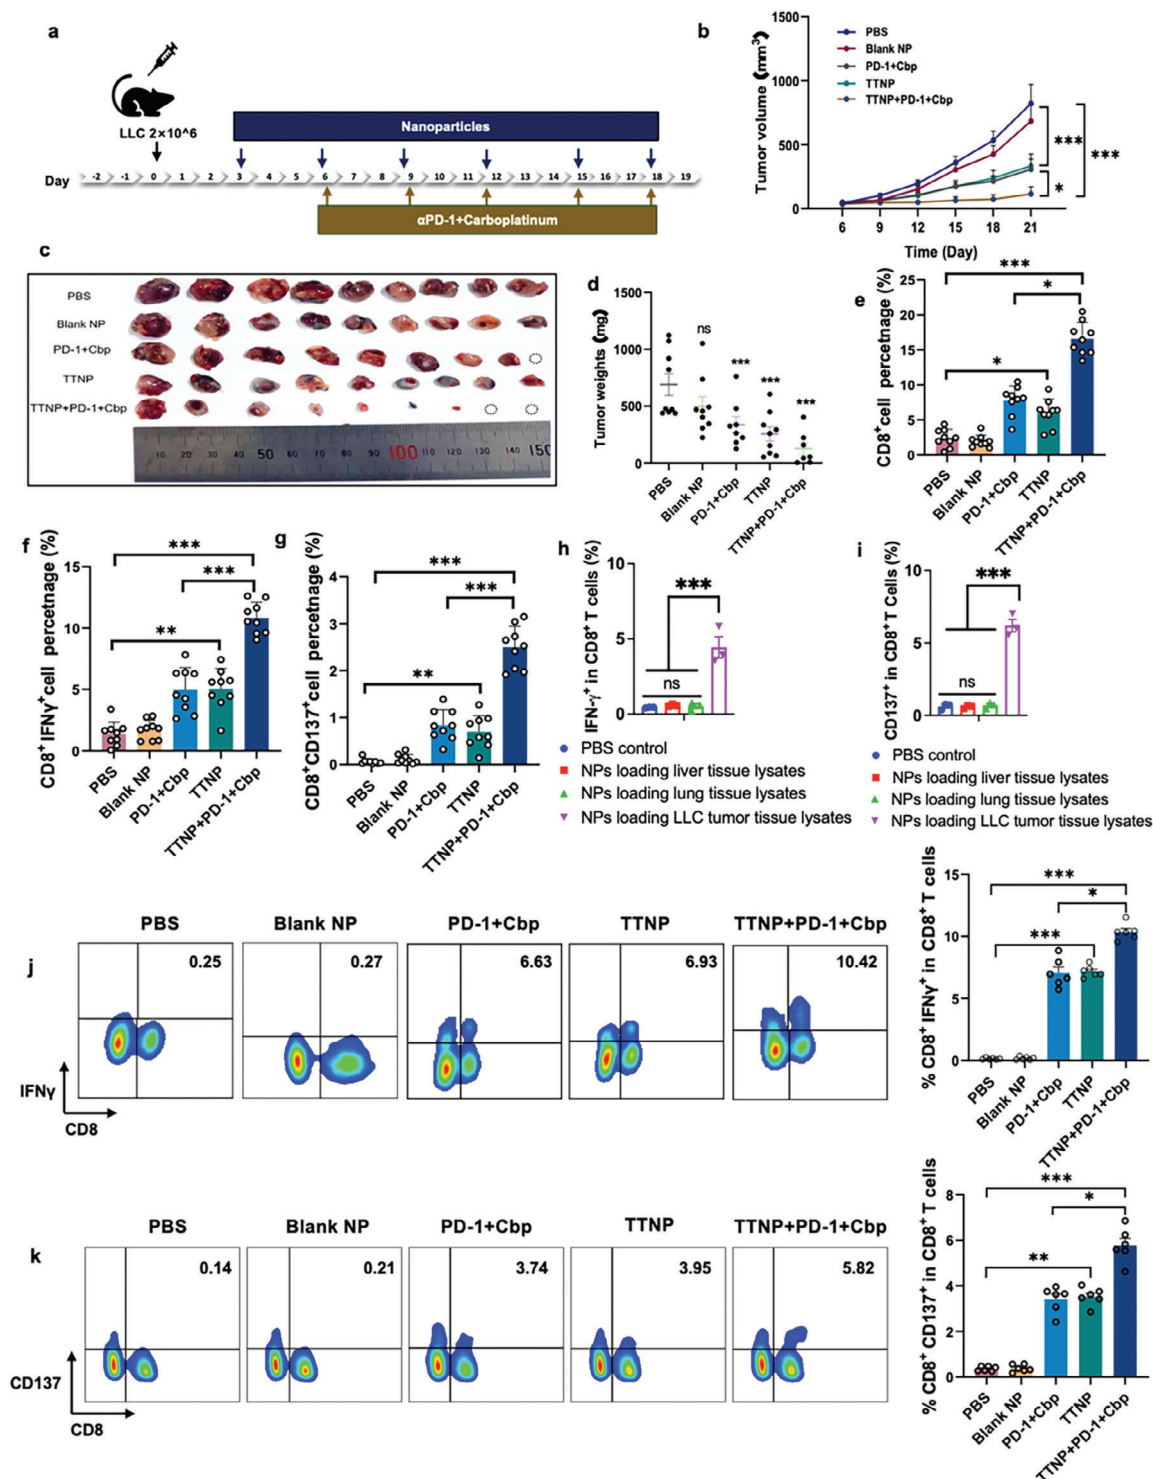 a
LLC 2×10^6
Nanoparticles
Day
-2 -1 0 1 2 3 4 5 6 7 8 9 10 11 12 13 14 15 16 17 18 19
αPD-1+Carboplatinum
b
Tumor volume (mm³)
1500
1000
500
0
PBS
Blank NP
PD-1+Cbp
TTNP
TTNP+PD-1+Cbp
***
***
*
6 9 12 15 18 21
Time (Day)
c
PBS
Blank NP
PD-1+Cbp
TTNP
TTNP+PD-1+Cbp
10 20 40 50 60 70 80 90 100 110 120 130 140 150
d
Tumor weights (mg)
1500
1000
500
0
ns
***
***
***
PBS
Blank NP
PD-1+Cbp
TTNP
TTNP+PD-1+Cbp
e
CD8⁺cell percetnage (%)
25
20
15
10
5
0
***
*
*
PBS
Blank NP
PD-1+Cbp
TTNP
TTNP+PD-1+Cbp
f
CD8⁺IFNγ⁺cell percetnage (%)
15
10
5
0
***
***
**
PBS
Blank NP
PD-1+Cbp
TTNP
TTNP+PD-1+Cbp
g
CD8⁺CD137⁺cell percetnage (%)
4
3
2
1
0
***
***
**
PBS
Blank NP
PD-1+Cbp
TTNP
TTNP+PD-1+Cbp
h
IFN-γ⁺ in CD8⁺ T cells (%)
10
5
0
***
ns
PBS control
NPs loading liver tissue lysates
NPs loading lung tissue lysates
NPs loading LLC tumor tissue lysates
i
CD137⁺ in CD8⁺ T Cells (%)
10
5
0
***
ns
PBS control
NPs loading liver tissue lysates
NPs loading lung tissue lysates
NPs loading LLC tumor tissue lysates
j
PBS
Blank NP
PD-1+Cbp
TTNP
TTNP+PD-1+Cbp
0.25
0.27
6.63
6.93
10.42
IFNγ
CD8
% CD8⁺ IFNγ⁺ in CD8⁺ T cells
15
10
5
0
***
*
***
PBS
Blank NP
PD-1+Cbp
TTNP
TTNP+PD-1+Cbp
k
PBS
Blank NP
PD-1+Cbp
TTNP
TTNP+PD-1+Cbp
0.14
0.21
3.74
3.95
5.82
CD137
CD8
% CD8⁺ CD137⁺ in CD8⁺ T cells
8
6
4
2
0
***
*
**
PBS
Blank NP
PD-1+Cbp
TTNP
TTNP+PD-1+Cbp